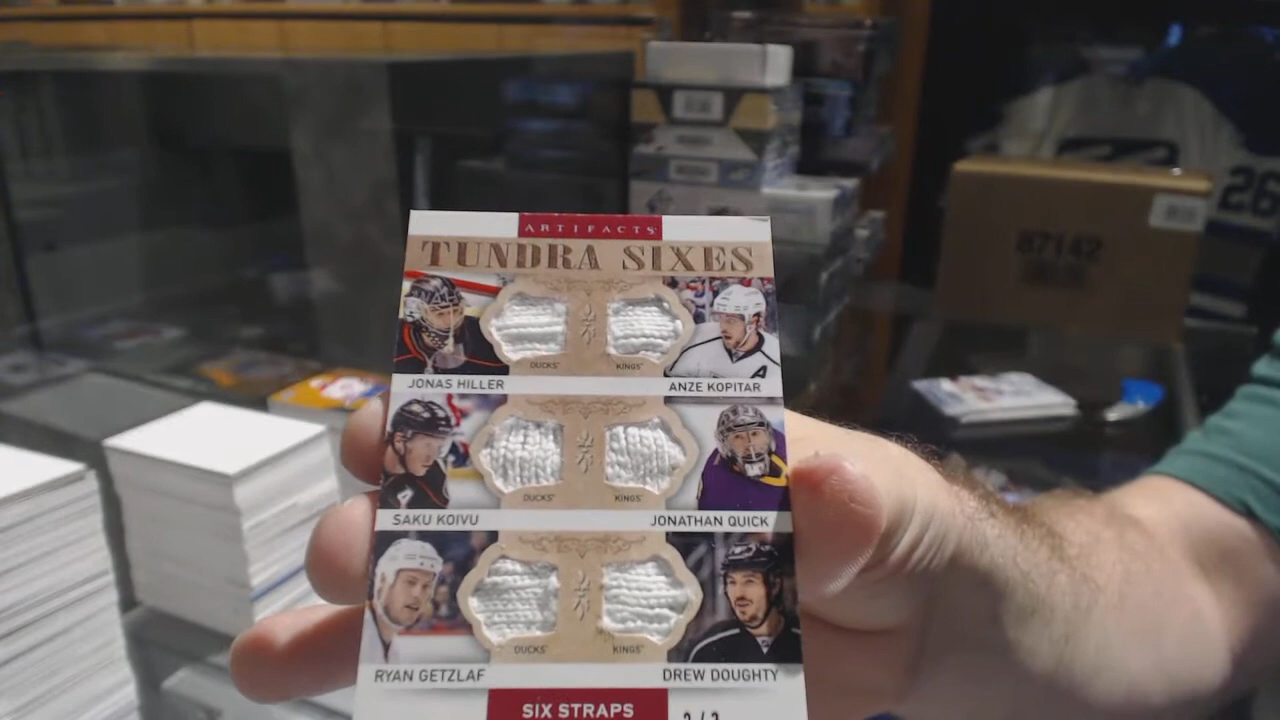 ARTIFACTS
TUNDRA SIXES
DUCKS KINGS
JONAS HILLER ANZE KOPITAR
DUCKS KINGS
SAKU KOIVU JONATHAN QUICK
DUCKS KINGS
RYAN GETZLAF DREW DOUGHTY
SIX STRAPS
87142
26